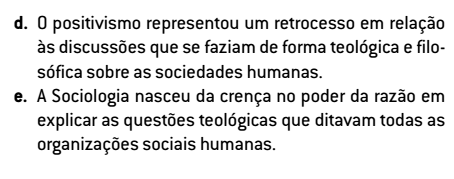 d. O positivismo representou um retrocesso em relação
às discussões que se faziam de forma teológica e filo-
sófica sobre as sociedades humanas.
e. A Sociologia nasceu da crença no poder da razão em
explicar as questões teológicas que ditavam todas as
organizações sociais humanas.